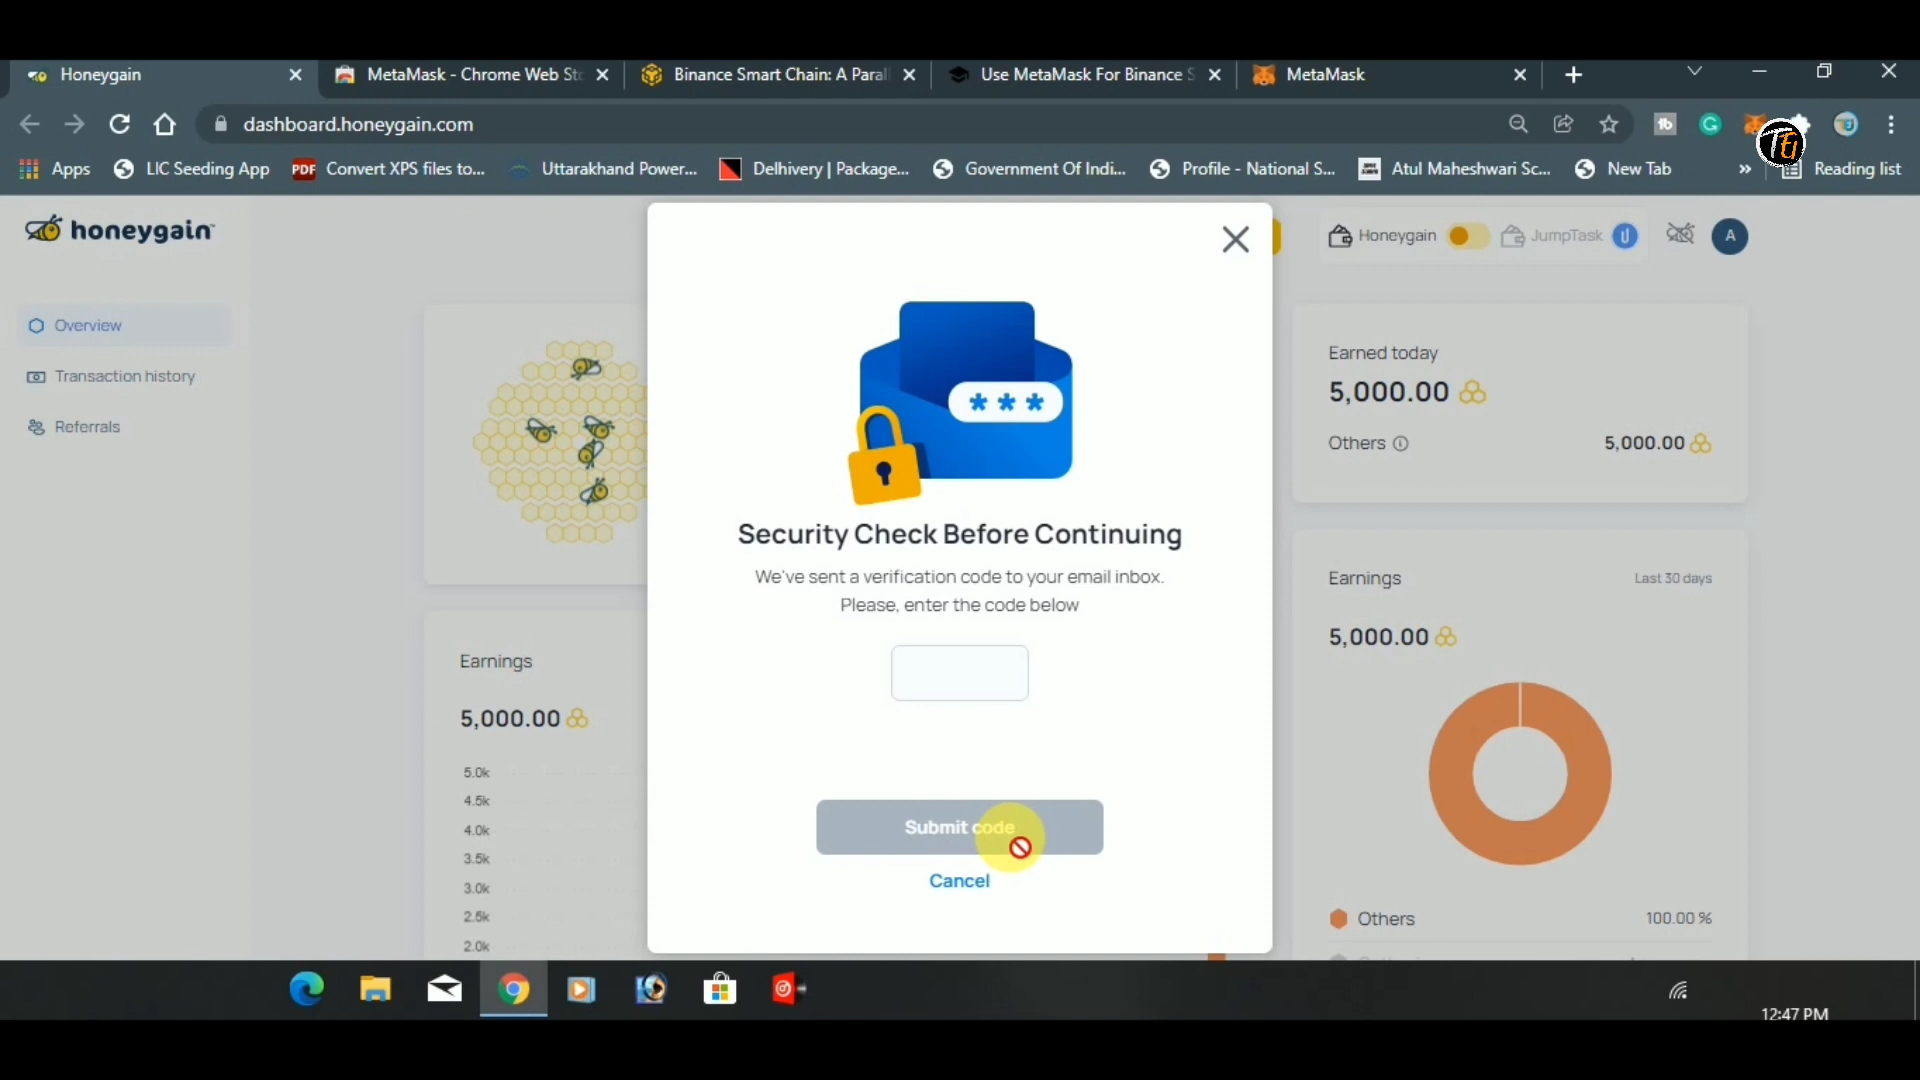 Honeygain
MetaMask - Chrome Web Sto
Binance Smart Chain: A Paral
Use MetaMask For Binance S
MetaMask
dashboard.honeygain.com
Apps
LIC Seeding App
PDF
Convert XPS files to...
Uttarakhand Power...
Delhivery | Package...
Government Of Indi...
Profile - National S...
Atul Maheshwari Sc...
New Tab
»
Reading list
honeygain
Honeygain
JumpTask
A
Overview
Transaction history
Referrals
Security Check Before Continuing
We've sent a verification code to your email inbox.
Please, enter the code below
Submit code
Cancel
Earned today
5,000.00
Others
5,000.00
Earnings
Last 30 days
5,000.00
Others
100.00 %
Earnings
5,000.00
5.0k
4.5k
4.0k
3.5k
3.0k
2.5k
2.0k
12:47 PM